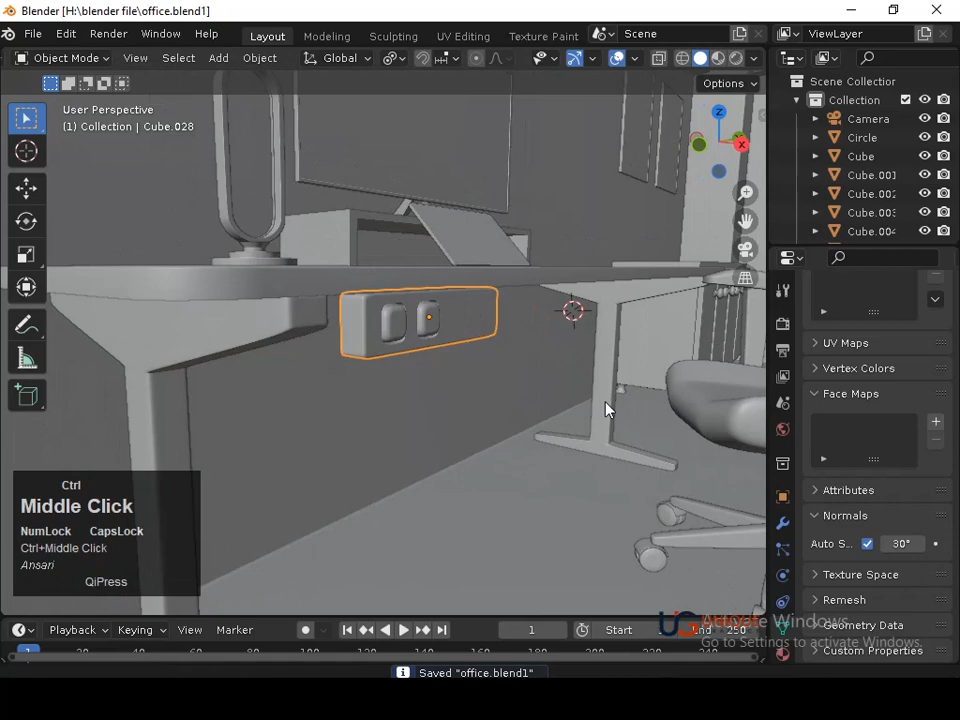 Blender [H:\blender file\office.blend1]
File Edit Render Window Help Layout Modeling Sculpting UV Editing Texture Paint Scene ViewLayer
Object Mode View Select Add Object Global
Options
User Perspective
(1) Collection | Cube.028
Z
X
Scene Collection
Collection
Camera
Circle
Cube
Cube.001
Cube.002
Cube.003
Cube.004
UV Maps
Vertex Colors
Face Maps
Attributes
Normals
Auto S... 30°
Texture Space
Remesh
Geometry Data
Custom Properties
Ctrl
Middle Click
NumLock CapsLock
Ctrl+Middle Click
Ansari
QiPress
Activate Windows
Go to Settings to activate Windows.
Playback Keying View Marker 1 Start End 250
Saved "office.blend1"